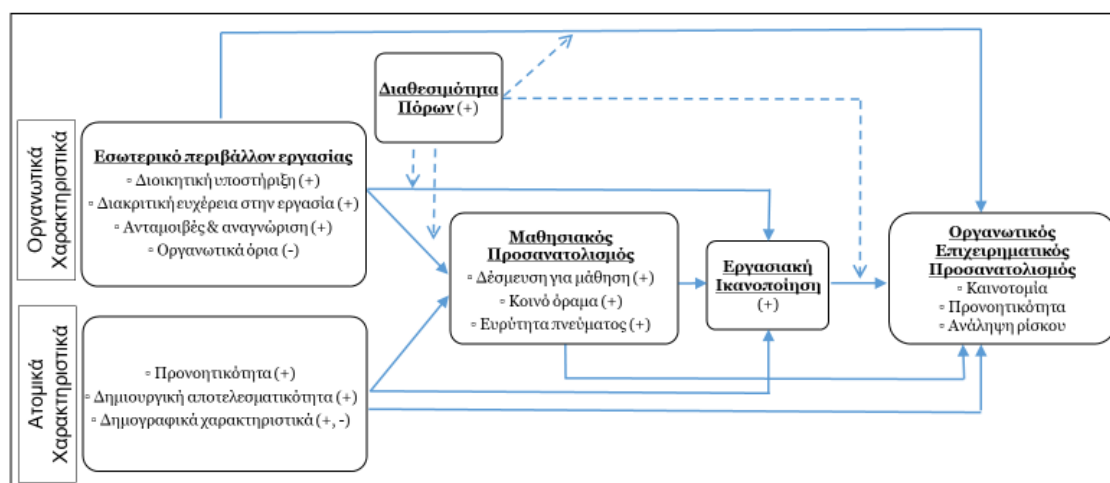 Διαθεσιμότητα
Πόρων (+)
Οργανωτικά
Χαρακτηριστικά
Εσωτερικό περιβάλλον εργασίας
▫ Διοικητική υποστήριξη (+)
▫ Διακριτική ευχέρεια στην εργασία (+)
▫ Ανταμοιβές & αναγνώριση (+)
▫ Οργανωτικά όρια (-)
Μαθησιακός
Προσανατολισμός
▫ Δέσμευση για μάθηση (+)
▫ Κοινό όραμα (+)
▫ Ευρύτητα πνεύματος (+)
Εργασιακή
Ικανοποίηση
(+)
Οργανωτικός
Επιχειρηματικός
Προσανατολισμός
▫ Καινοτομία
▫ Προνοητικότητα
▫ Ανάληψη ρίσκου
Ατομικά
Χαρακτηριστικά
▫ Προνοητικότητα (+)
▫ Δημιουργική αποτελεσματικότητα (+)
▫ Δημογραφικά χαρακτηριστικά (+, -)